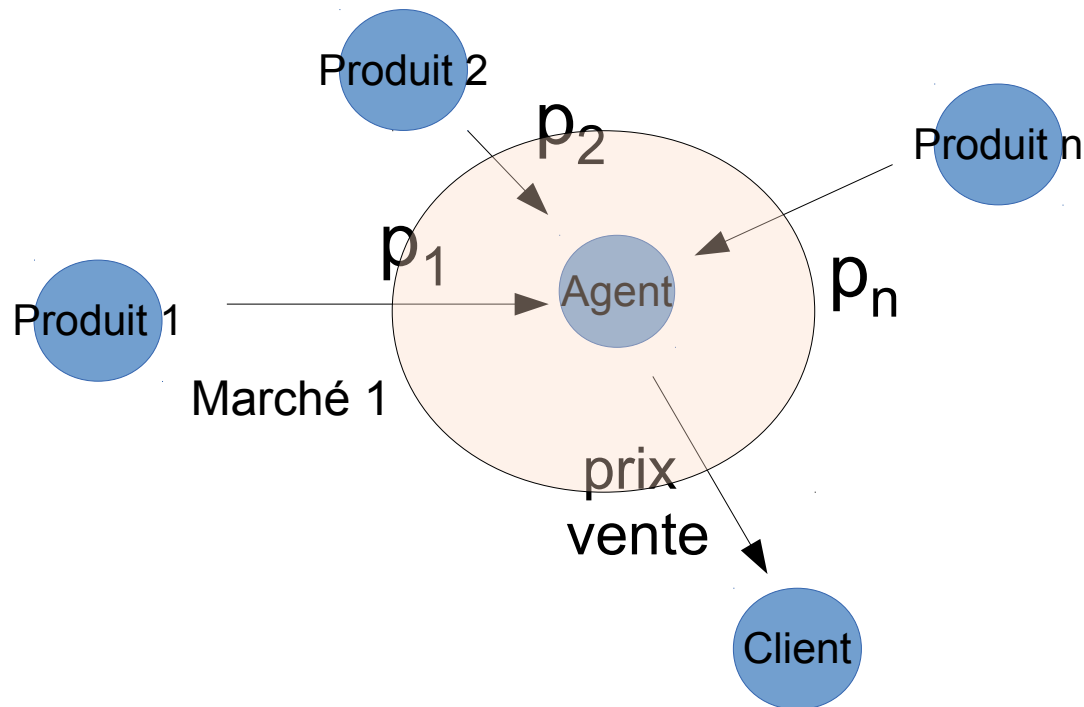 Produit 2
p2
Produit n
p1
Agent
pn
Produit 1
Marché 1
prix
vente
Client